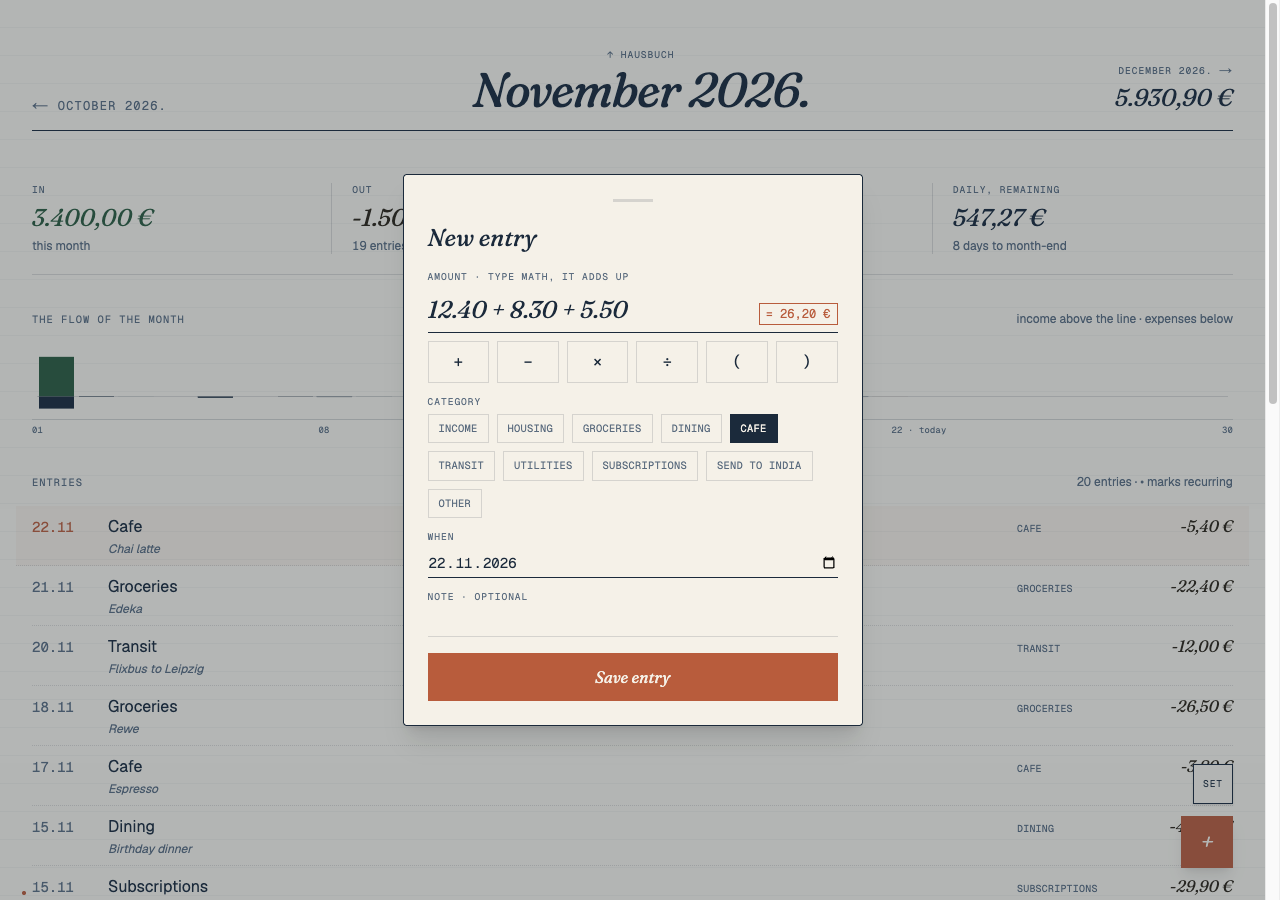 ↑ HAUSBUCH
← OCTOBER 2026.
November 2026.
DECEMBER 2026. →
5.930,90 €
IN
3.400,00 €
this month
OUT
-1.50
19 entries
DAILY, REMAINING
547,27 €
8 days to month-end
THE FLOW OF THE MONTH
income above the line · expenses below
01
08
22 · today
30
ENTRIES
20 entries · • marks recurring
22.11 Cafe CAFE -5,40 €
Chai latte
21.11 Groceries GROCERIES -22,40 €
Edeka
20.11 Transit TRANSIT -12,00 €
Flixbus to Leipzig
18.11 Groceries GROCERIES -26,50 €
Rewe
17.11 Cafe CAFE
Espresso
15.11 Dining DINING
Birthday dinner
15.11 Subscriptions SUBSCRIPTIONS -29,90 €
New entry
AMOUNT · TYPE MATH, IT ADDS UP
12.40 + 8.30 + 5.50
= 26,20 €
+ − × ÷ ( )
CATEGORY
INCOME HOUSING GROCERIES DINING CAFE
TRANSIT UTILITIES SUBSCRIPTIONS SEND TO INDIA
OTHER
WHEN
22.11.2026
NOTE · OPTIONAL
Save entry
SET
+